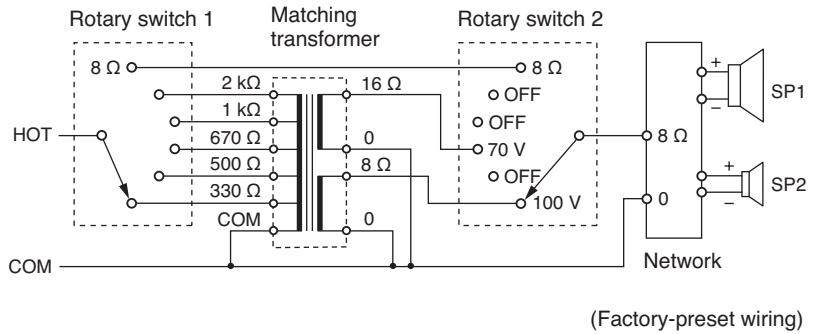 Rotary switch 1
Matching
transformer
Rotary switch 2
8 Ω
8 Ω
2 kΩ
16 Ω
OFF
+
SP1
–
1 kΩ
OFF
HOT
670 Ω
0
70 V
8 Ω
500 Ω
8 Ω
OFF
+
SP2
–
330 Ω
100 V
0
COM
0
COM
Network
(Factory-preset wiring)